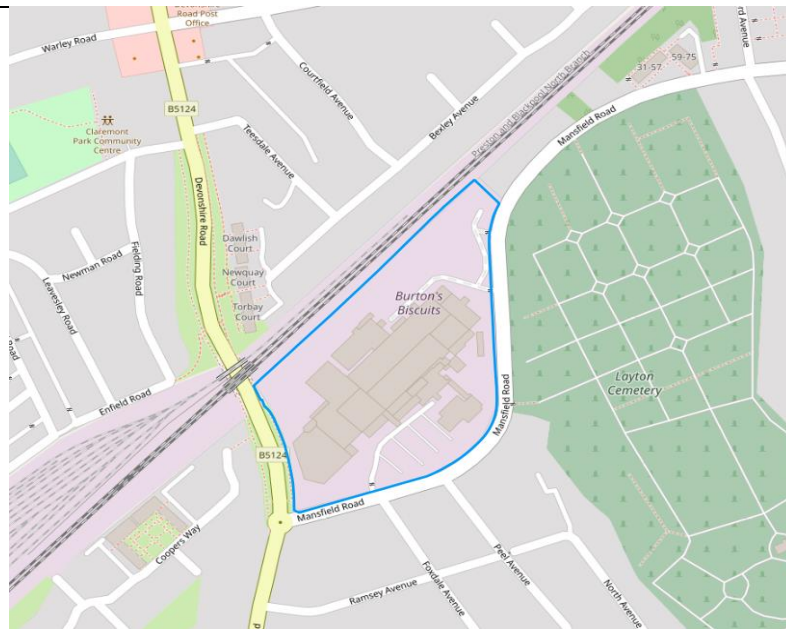 Road Post
Office
Warley Road
Courtfield Avenue
31-57
59-75
B5124
Preston and Blackpool North Branch
Bexley Avenue
Mansfield Road
Claremont
Park Community
Centre
Teesdale Avenue
Devonshire Road
Dawlish
Court
Newquay
Court
Torbay
Court
Newman Road
Fielding Road
Leavesley Road
Road
Burton's
Biscuits
Layton
Cemetery
Mansfield Road
Enfield Road
B5124
Mansfield Road
Coopers Way
Foxdale Avenue
Peel Avenue
Ramsey Avenue
North Avenue